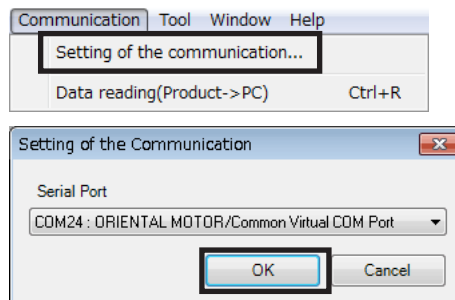 Communication Tool Window Help
Setting of the communication...
Data reading(Product->PC) Ctrl+R
Setting of the Communication
Serial Port
COM24 : ORIENTAL MOTOR/Common Virtual COM Port
OK Cancel